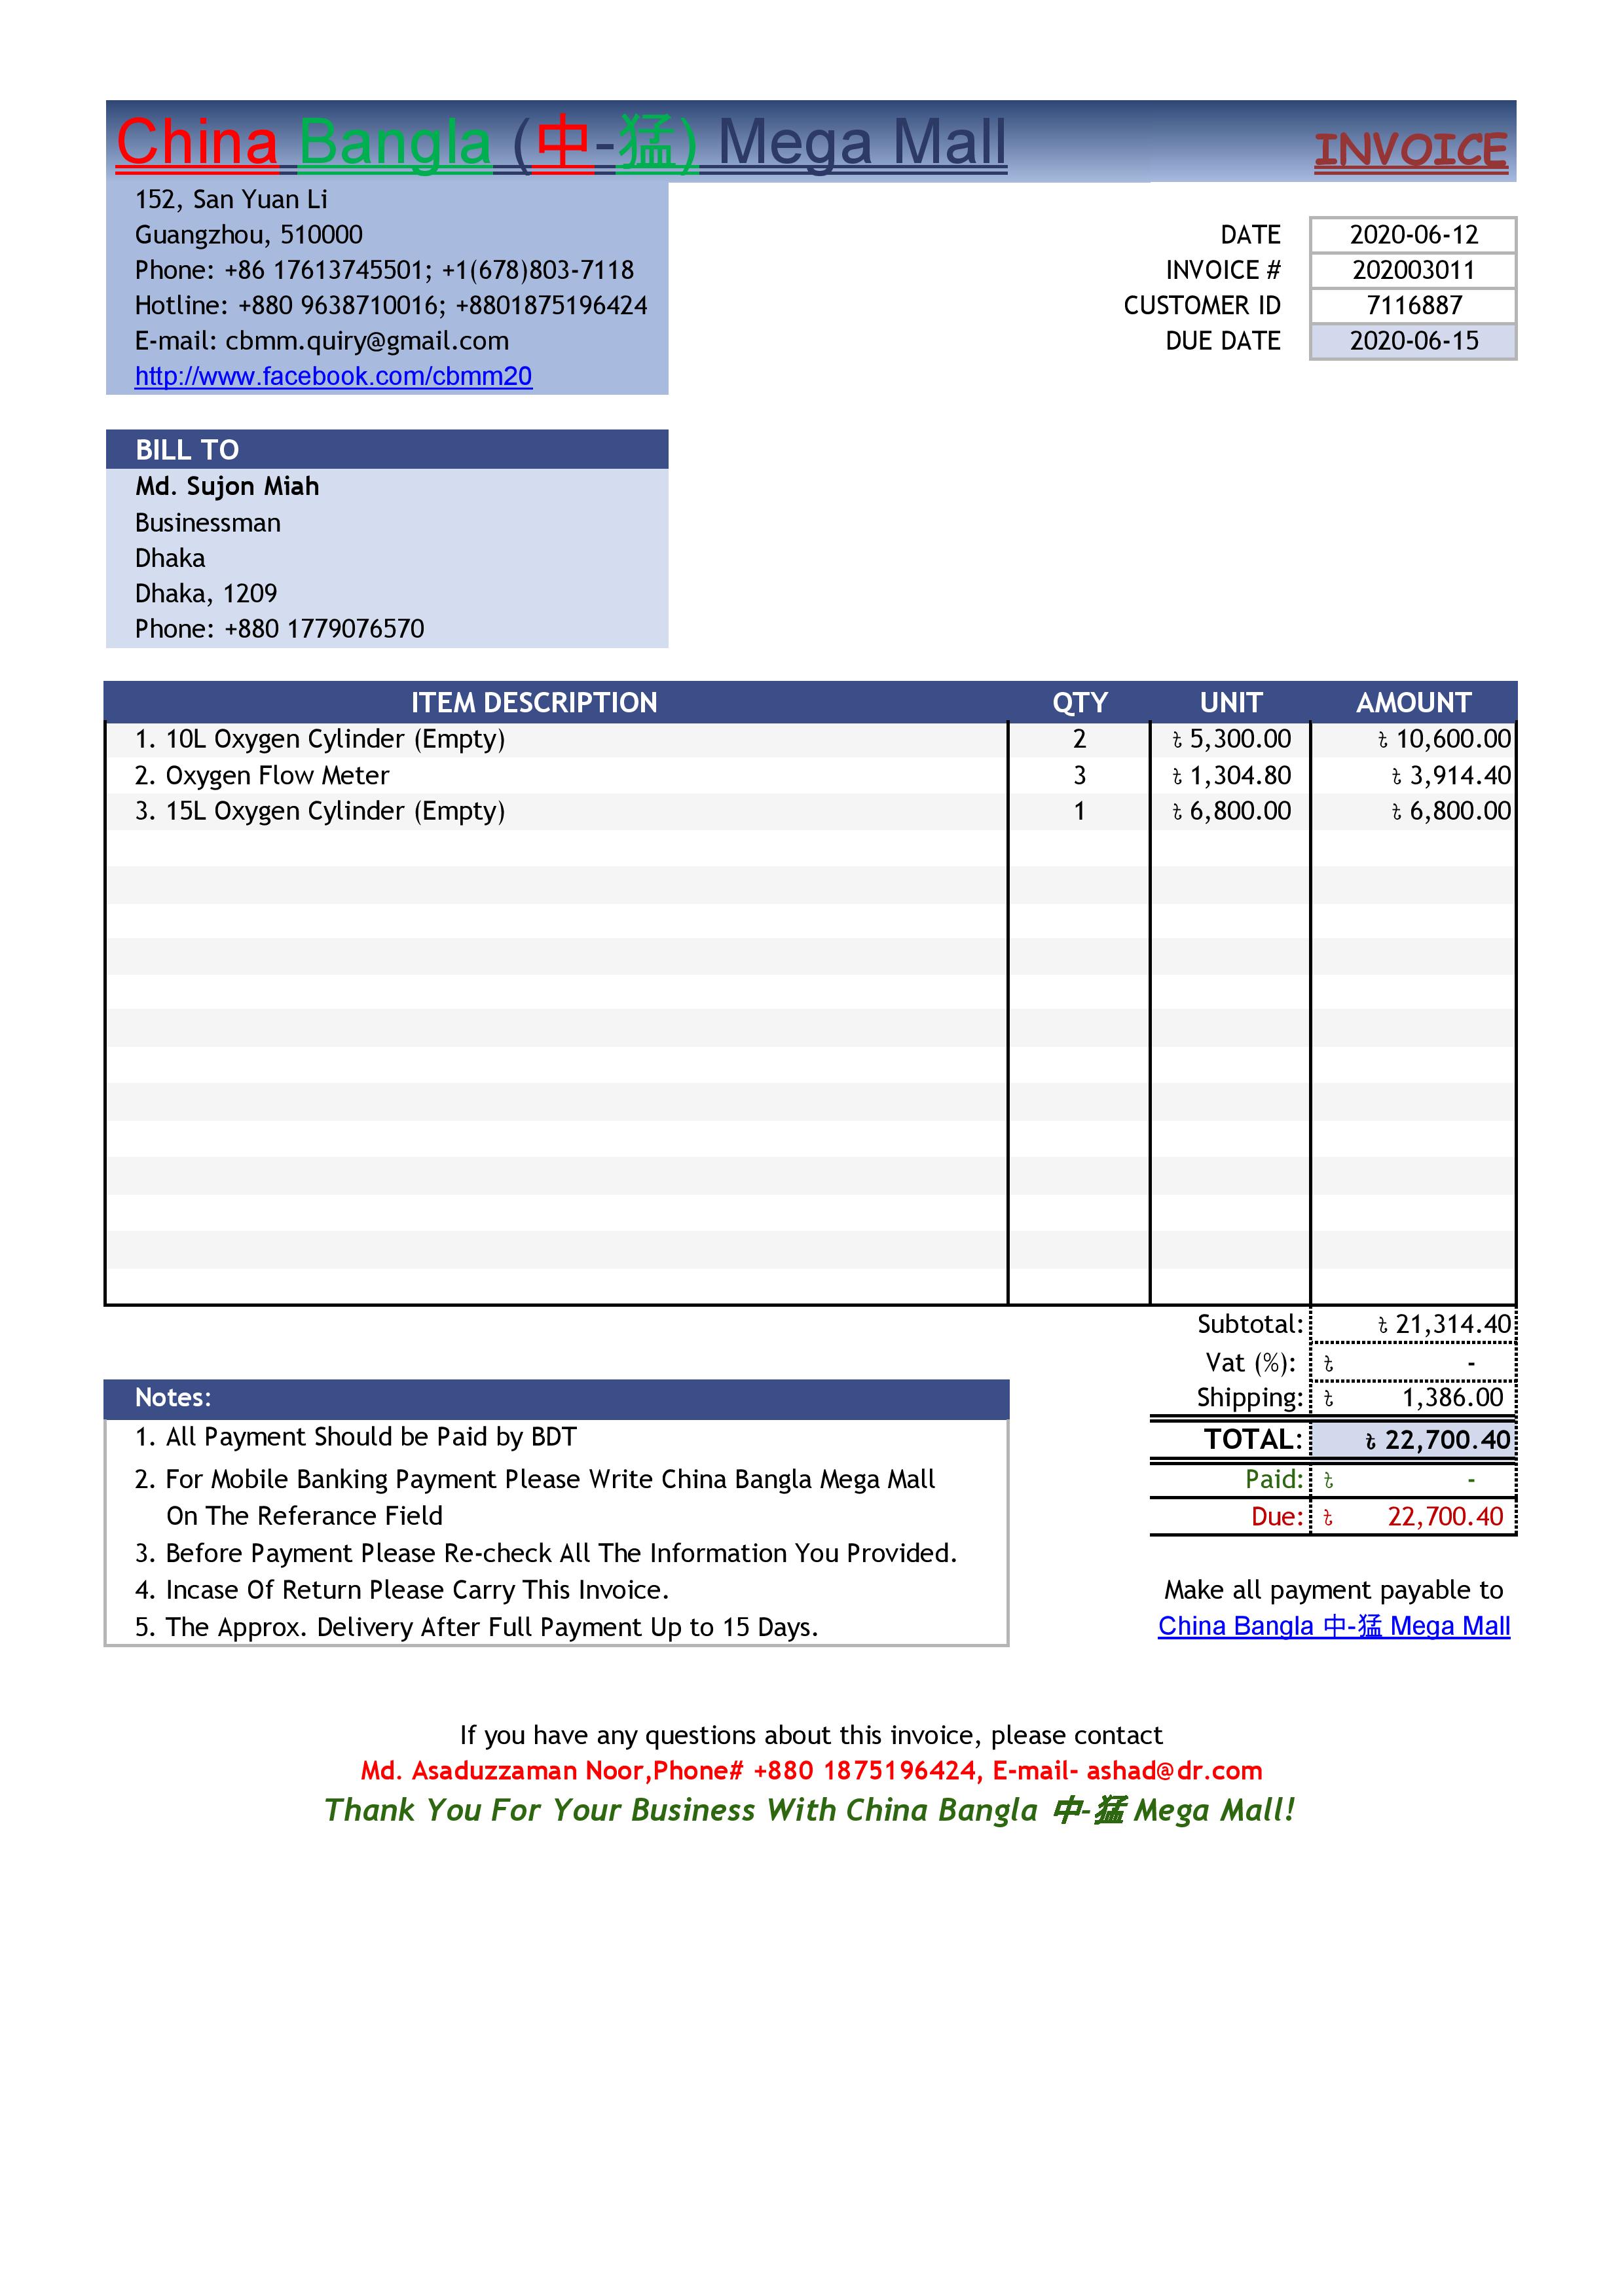 China Bangla (中-猛) Mega Mall INVOICE
152, San Yuan Li
Guangzhou, 510000
Phone: +86 17613745501; +1(678)803-7118
Hotline: +880 9638710016; +8801875196424
E-mail: cbmm.quiry@gmail.com
http://www.facebook.com/cbmm20
DATE 2020-06-12
INVOICE # 202003011
CUSTOMER ID 7116887
DUE DATE 2020-06-15
BILL TO
Md. Sujon Miah
Businessman
Dhaka
Dhaka, 1209
Phone: +880 1779076570
ITEM DESCRIPTION QTY UNIT AMOUNT
1. 10L Oxygen Cylinder (Empty) 2 ৳ 5,300.00 ৳ 10,600.00
2. Oxygen Flow Meter 3 ৳ 1,304.80 ৳ 3,914.40
3. 15L Oxygen Cylinder (Empty) 1 ৳ 6,800.00 ৳ 6,800.00
Subtotal: ৳ 21,314.40
Vat (%): ৳ -
Shipping: ৳ 1,386.00
TOTAL: ৳ 22,700.40
Paid: ৳ -
Due: ৳ 22,700.40
Notes:
1. All Payment Should be Paid by BDT
2. For Mobile Banking Payment Please Write China Bangla Mega Mall
On The Referance Field
3. Before Payment Please Re-check All The Information You Provided.
4. Incase Of Return Please Carry This Invoice.
5. The Approx. Delivery After Full Payment Up to 15 Days.
Make all payment payable to
China Bangla 中-猛 Mega Mall
If you have any questions about this invoice, please contact
Md. Asaduzzaman Noor,Phone# +880 1875196424, E-mail- ashad@dr.com
Thank You For Your Business With China Bangla 中-猛 Mega Mall!